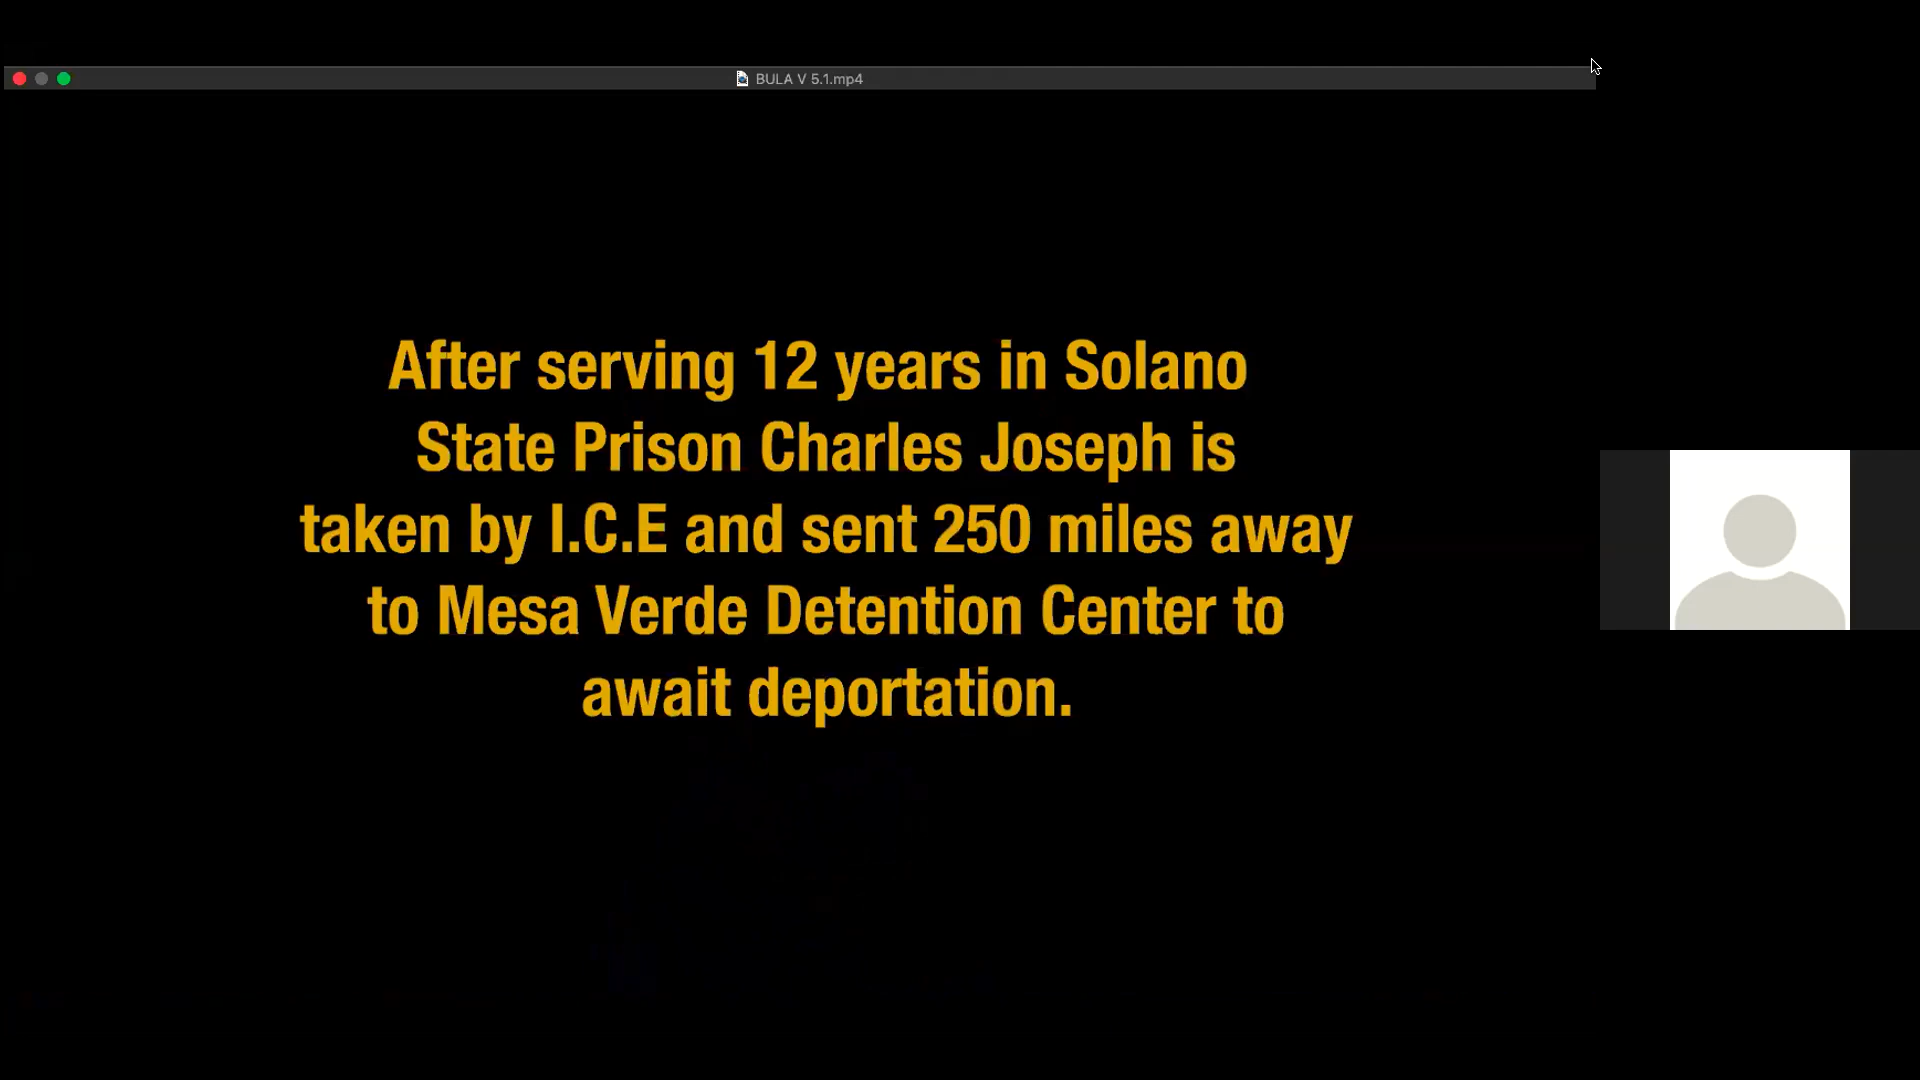 BULA V 5.1.mp4
After serving 12 years in Solano
State Prison Charles Joseph is
taken by I.C.E and sent 250 miles away
to Mesa Verde Detention Center to
await deportation.